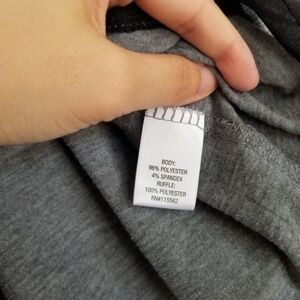 BODY:
96% POLYESTER
4% SPANDEX
RUFFLE:
100% POLYESTER
RN#115562